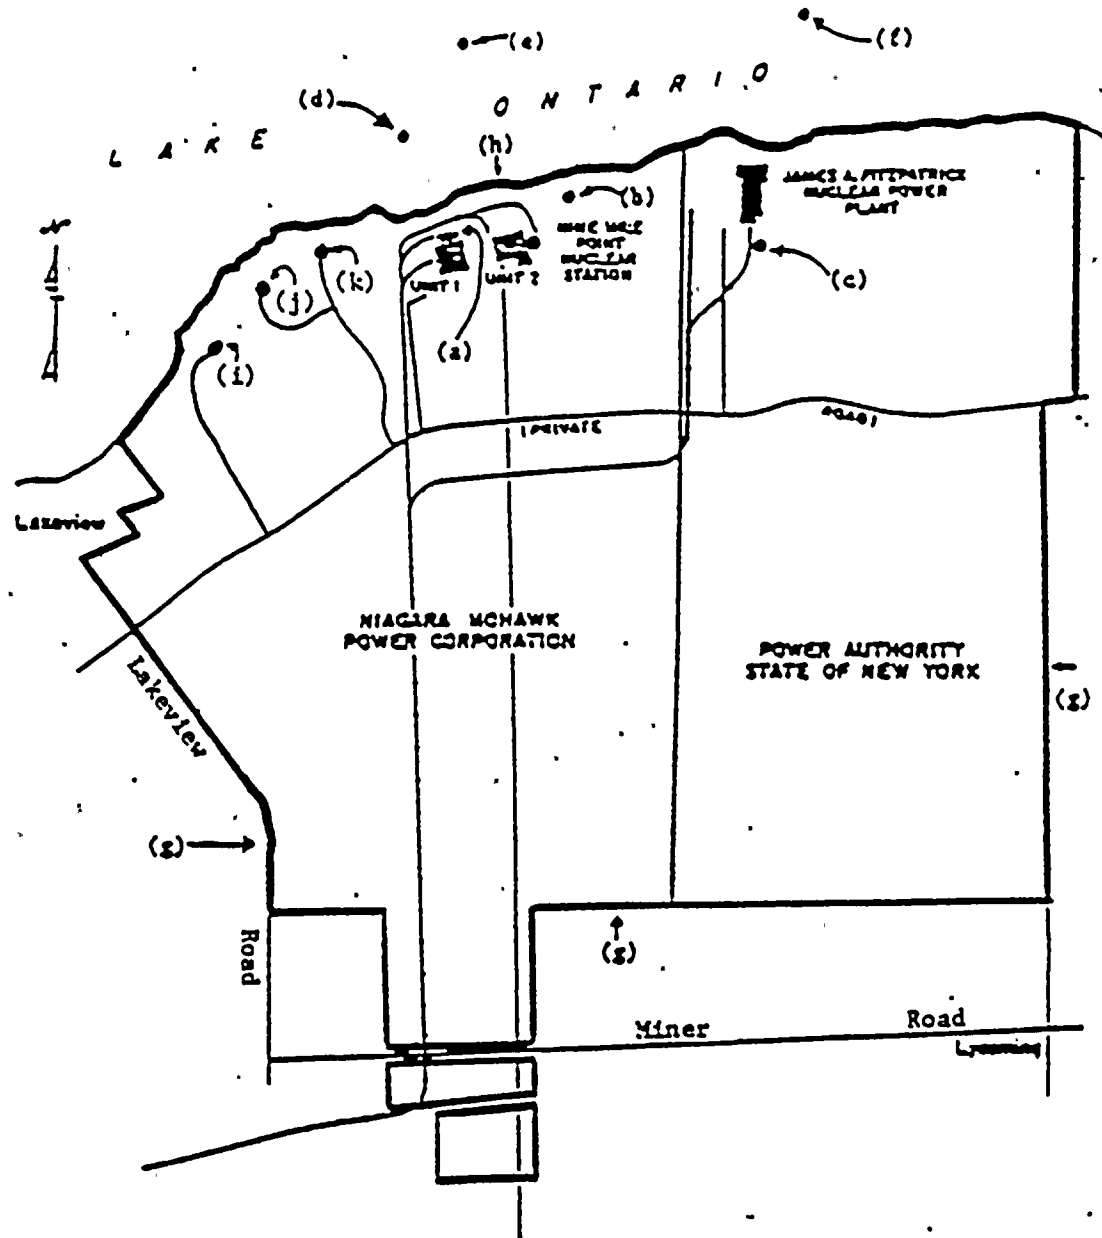 (e)
(l)
LAKE ONTARIO
(d)
(h)
JAMES A. FITZPATRICK
NUCLEAR POWER
PLANT
(b)
NINE MILE
POINT
NUCLEAR
STATION
N
(k)
(j)
UNIT 1
UNIT 2
(c)
(a)
(i)
(PRIVATE
ROAD)
Lakeview
NIAGARA MOHAWK
POWER CORPORATION
POWER AUTHORITY
STATE OF NEW YORK
Lakeview
(g)
(g)
(g)
Road
Miner Road
Lycoming